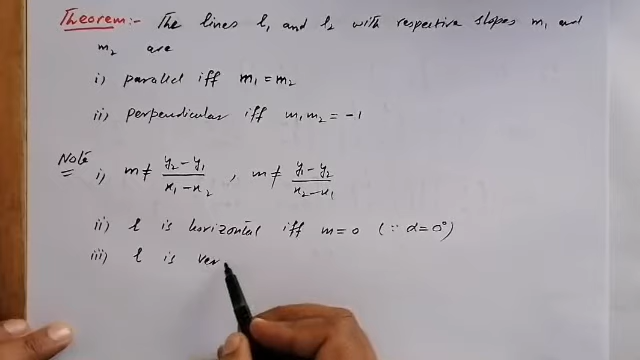 Theorem:- The lines l₁ and l₂ with respective slopes m₁ and
m₂ are
i) parallel iff m₁ = m₂
ii) perpendicular iff m₁m₂ = -1
Note i) m ≠ (y₂ - y₁)/(x₁ - x₂) , m ≠ (y₁ - y₂)/(x₂ - x₁)
ii) l is horizontal iff m = 0 (∵ α = 0°)
iii) l is ver